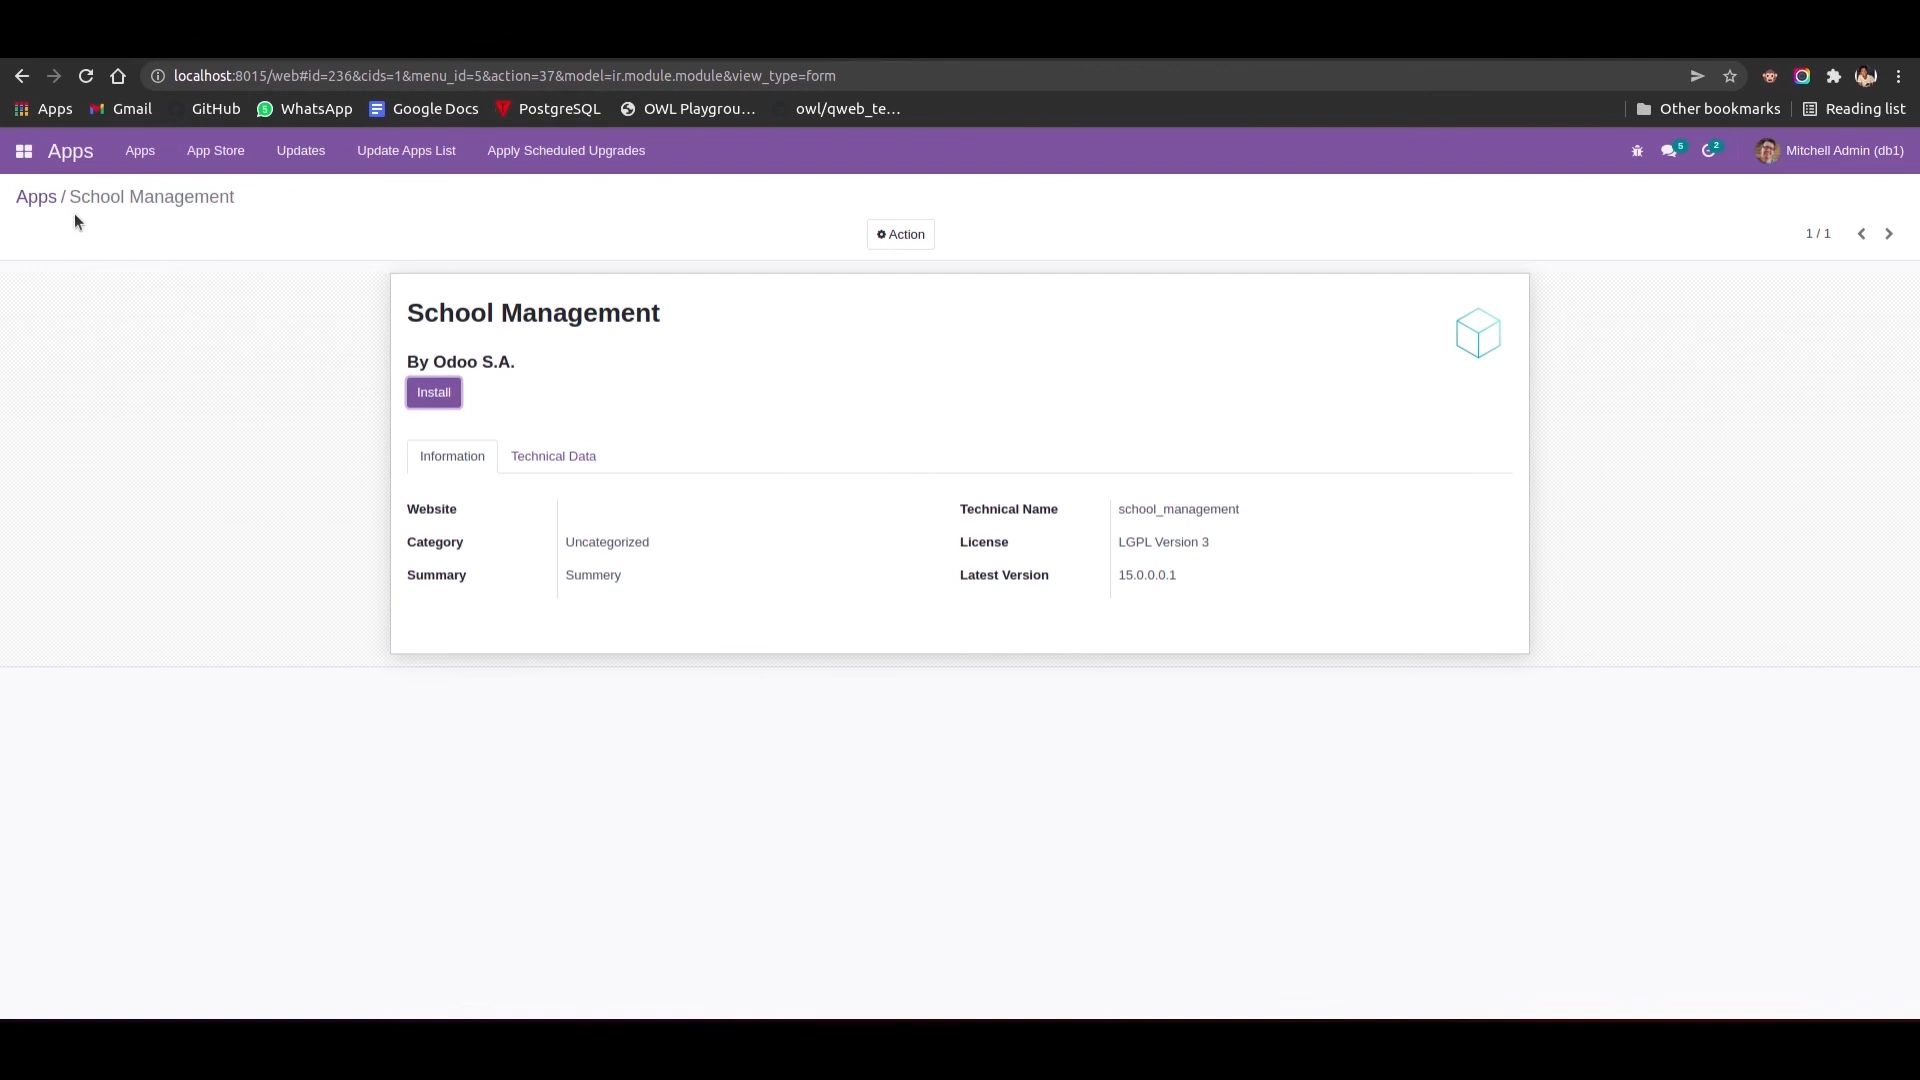 localhost:8015/web#id=236&cids=1&menu_id=5&action=37&model=ir.module.module&view_type=form
Apps Gmail GitHub 5 WhatsApp Google Docs PostgreSQL OWL Playgrou… owl/qweb_te… Other bookmarks Reading list
Apps Apps App Store Updates Update Apps List Apply Scheduled Upgrades 5 2 Mitchell Admin (db1)
Apps / School Management
Action 1 / 1
School Management
By Odoo S.A.
Install
Information Technical Data
Website Technical Name school_management
Category Uncategorized License LGPL Version 3
Summary Summery Latest Version 15.0.0.0.1